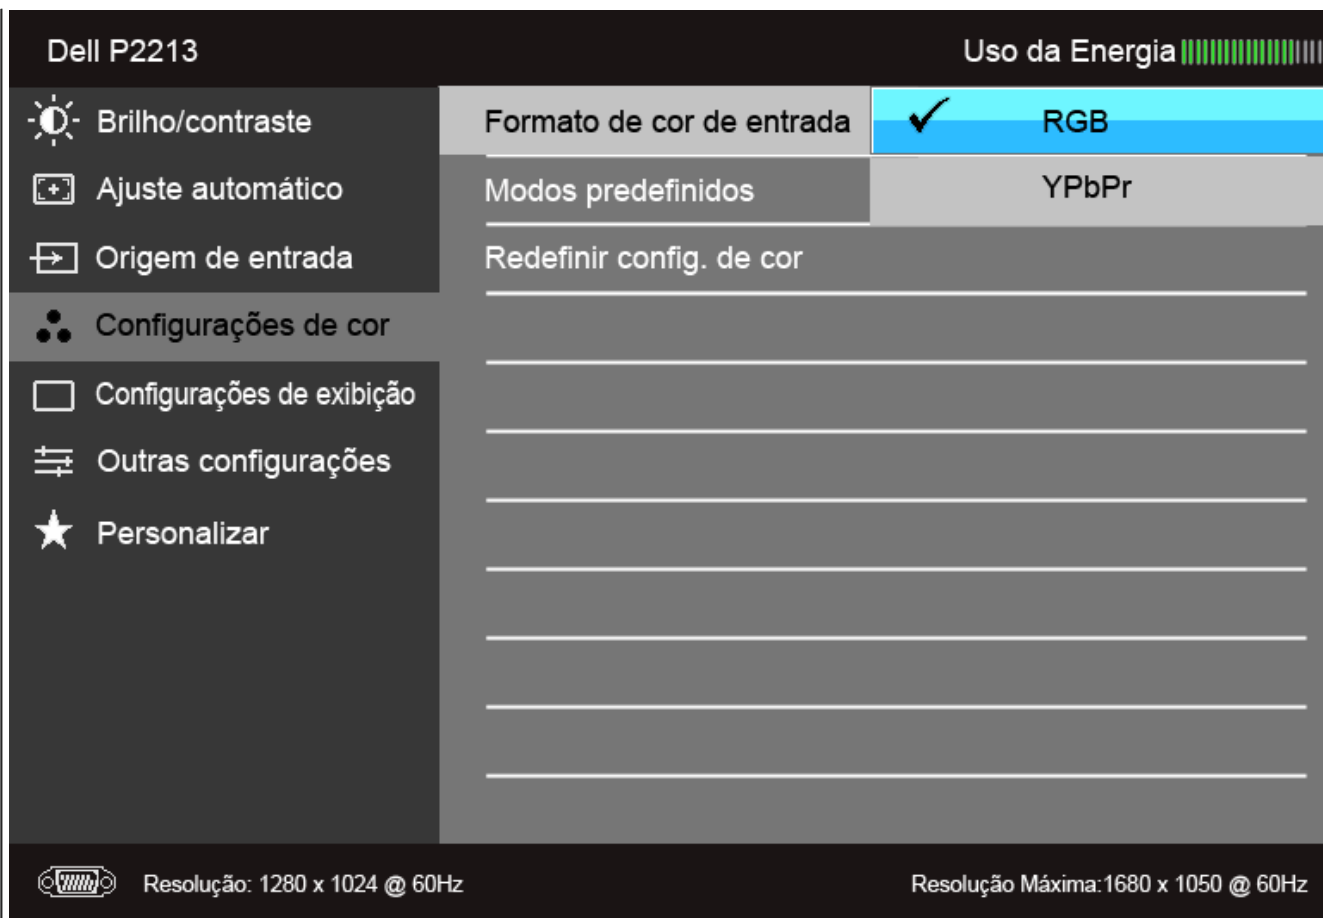 Dell P2213
Uso da Energia
Brilho/contraste
Formato de cor de entrada
RGB
Ajuste automático
Modos predefinidos
YPbPr
Origem de entrada
Redefinir config. de cor
Configurações de cor
Configurações de exibição
Outras configurações
Personalizar
Resolução: 1280 x 1024 @ 60Hz
Resolução Máxima:1680 x 1050 @ 60Hz